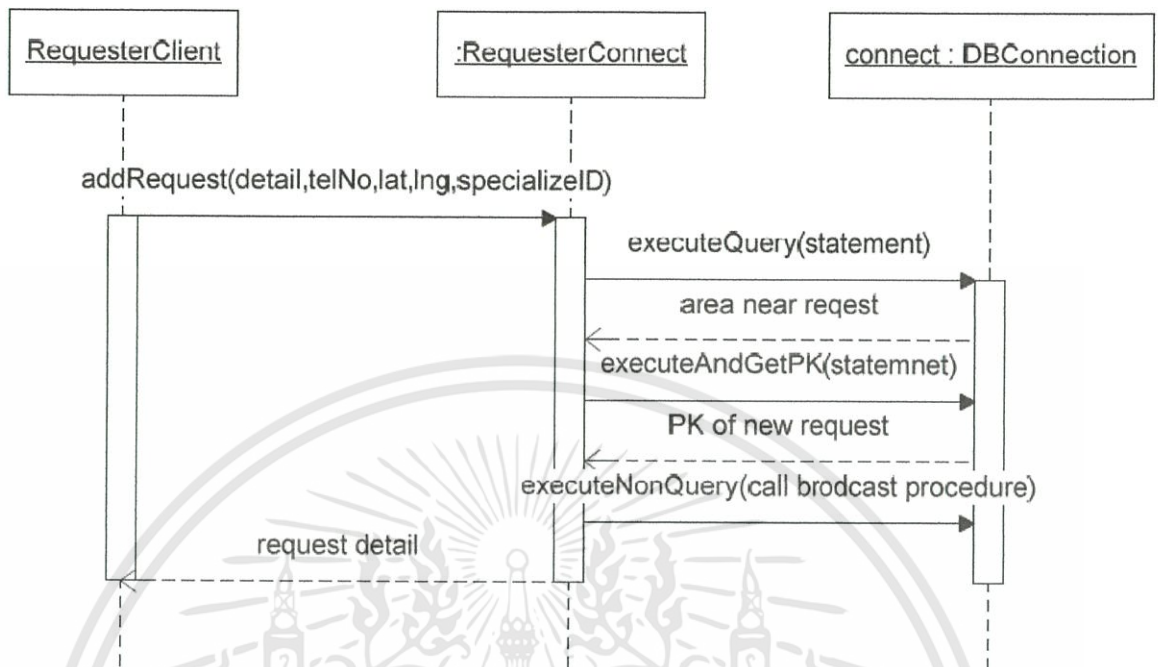 RequesterClient
:RequesterConnect
connect : DBConnection
addRequest(detail,telNo,lat,lng,specializeID)
executeQuery(statement)
area near reqest
executeAndGetPK(statemnet)
PK of new request
executeNonQuery(call brodcast procedure)
request detail